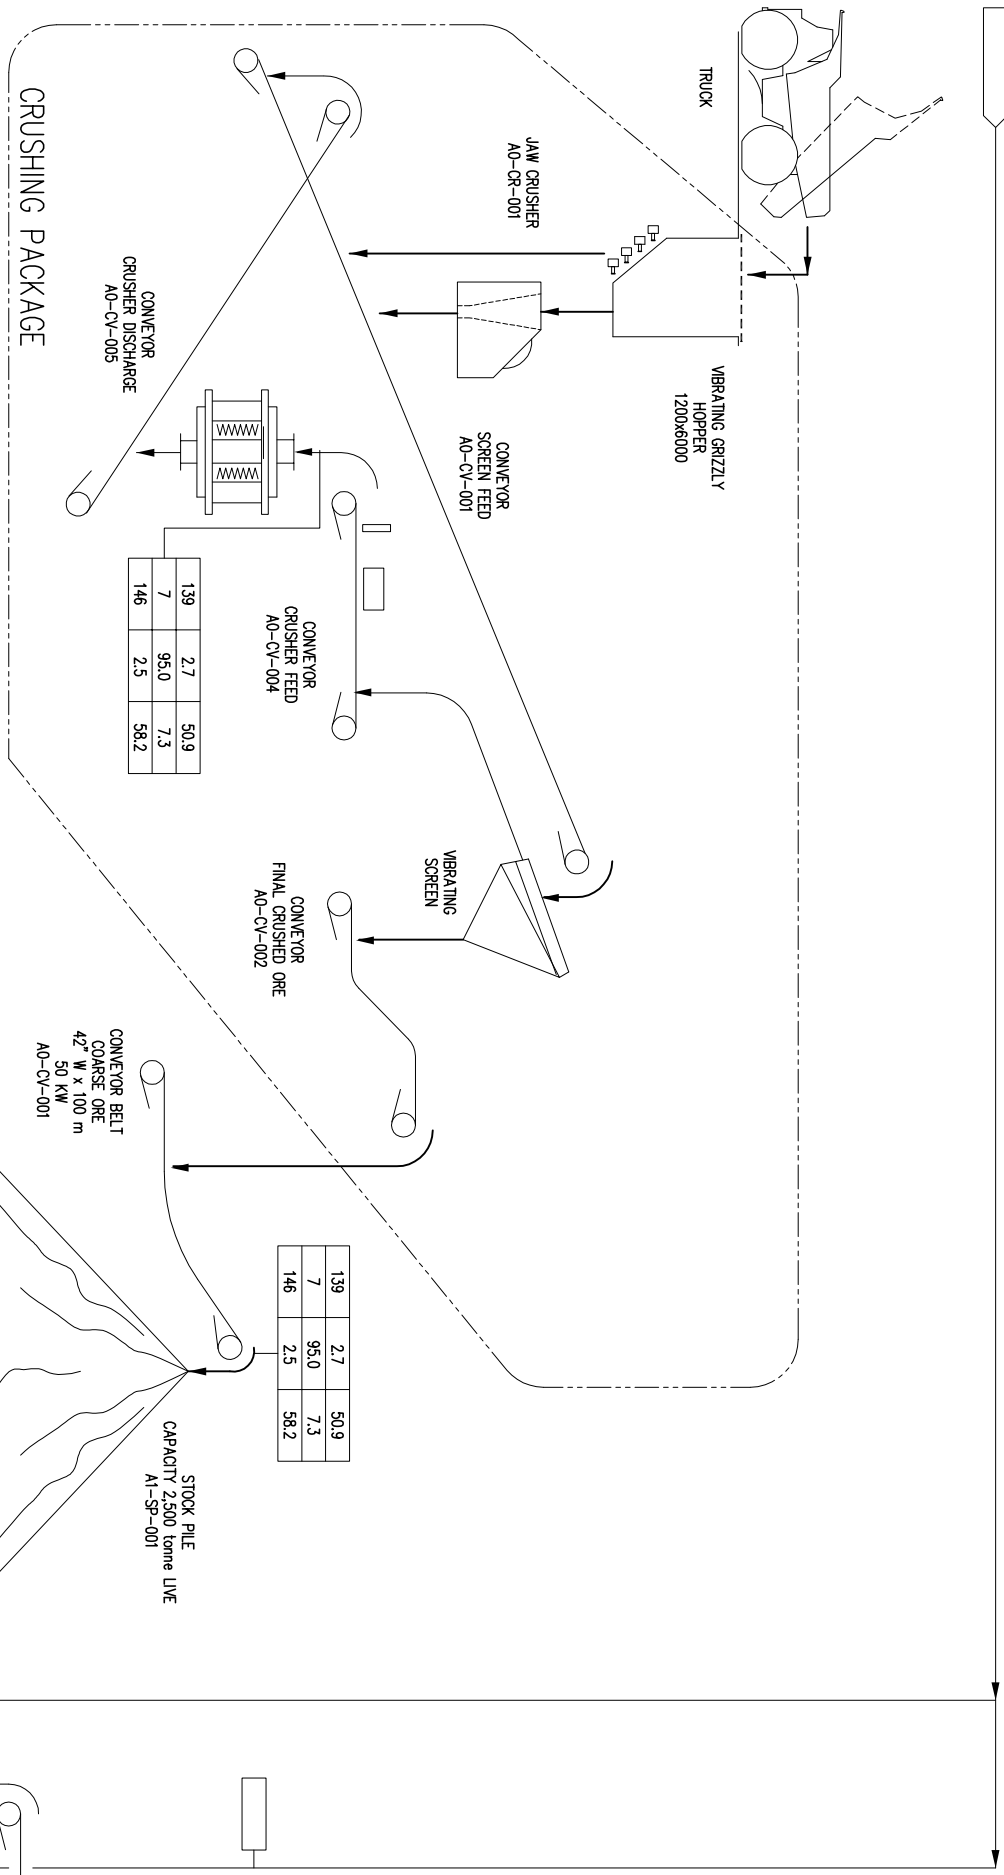 TRUCK
VIBRATING GRIZZLY
HOPPER
1200x6000
JAW CRUSHER
AO-CR-001
CONVEYOR
SCREEN FEED
AO-CV-001
VIBRATING
SCREEN
CONVEYOR
CRUSHER FEED
AO-CV-004
CONVEYOR
FINAL CRUSHED ORE
AO-CV-002
CONVEYOR
CRUSHER DISCHARGE
AO-CV-005
139 2.7 50.9
7 95.0 7.3
146 2.5 58.2
139 2.7 50.9
7 95.0 7.3
146 2.5 58.2
CONVEYOR BELT
COARSE ORE
42" W x 100 m
50 KW
AO-CV-001
STOCK PILE
CAPACITY 2,500 tonne LIVE
A1-SP-001
CRUSHING PACKAGE